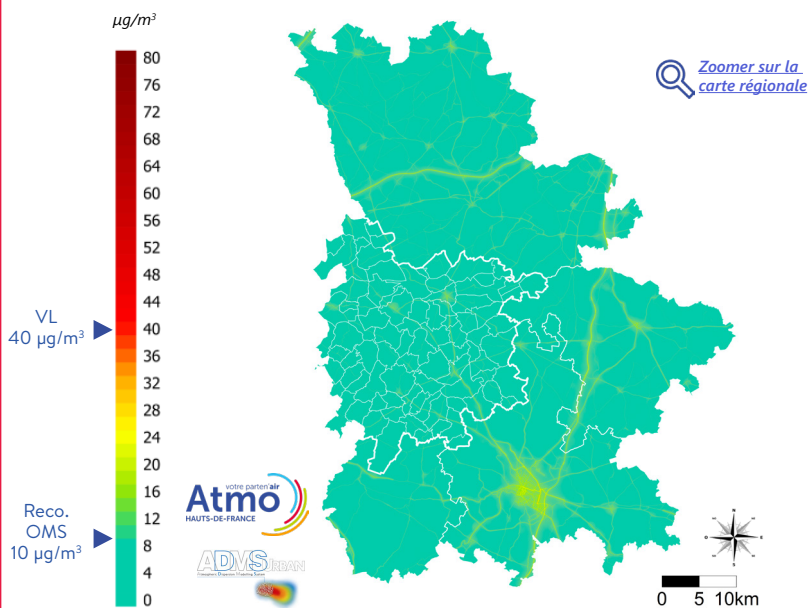 µg/m³
80
76
72
68
64
60
56
52
48
44
40
36
32
28
24
20
16
12
8
4
0
VL
40 µg/m³
Reco.
OMS
10 µg/m³
Zoomer sur la
carte régionale
votre parten'air
Atmo
HAUTS-DE-FRANCE
ADMS URBAN
N
O
E
S
0 5 10km